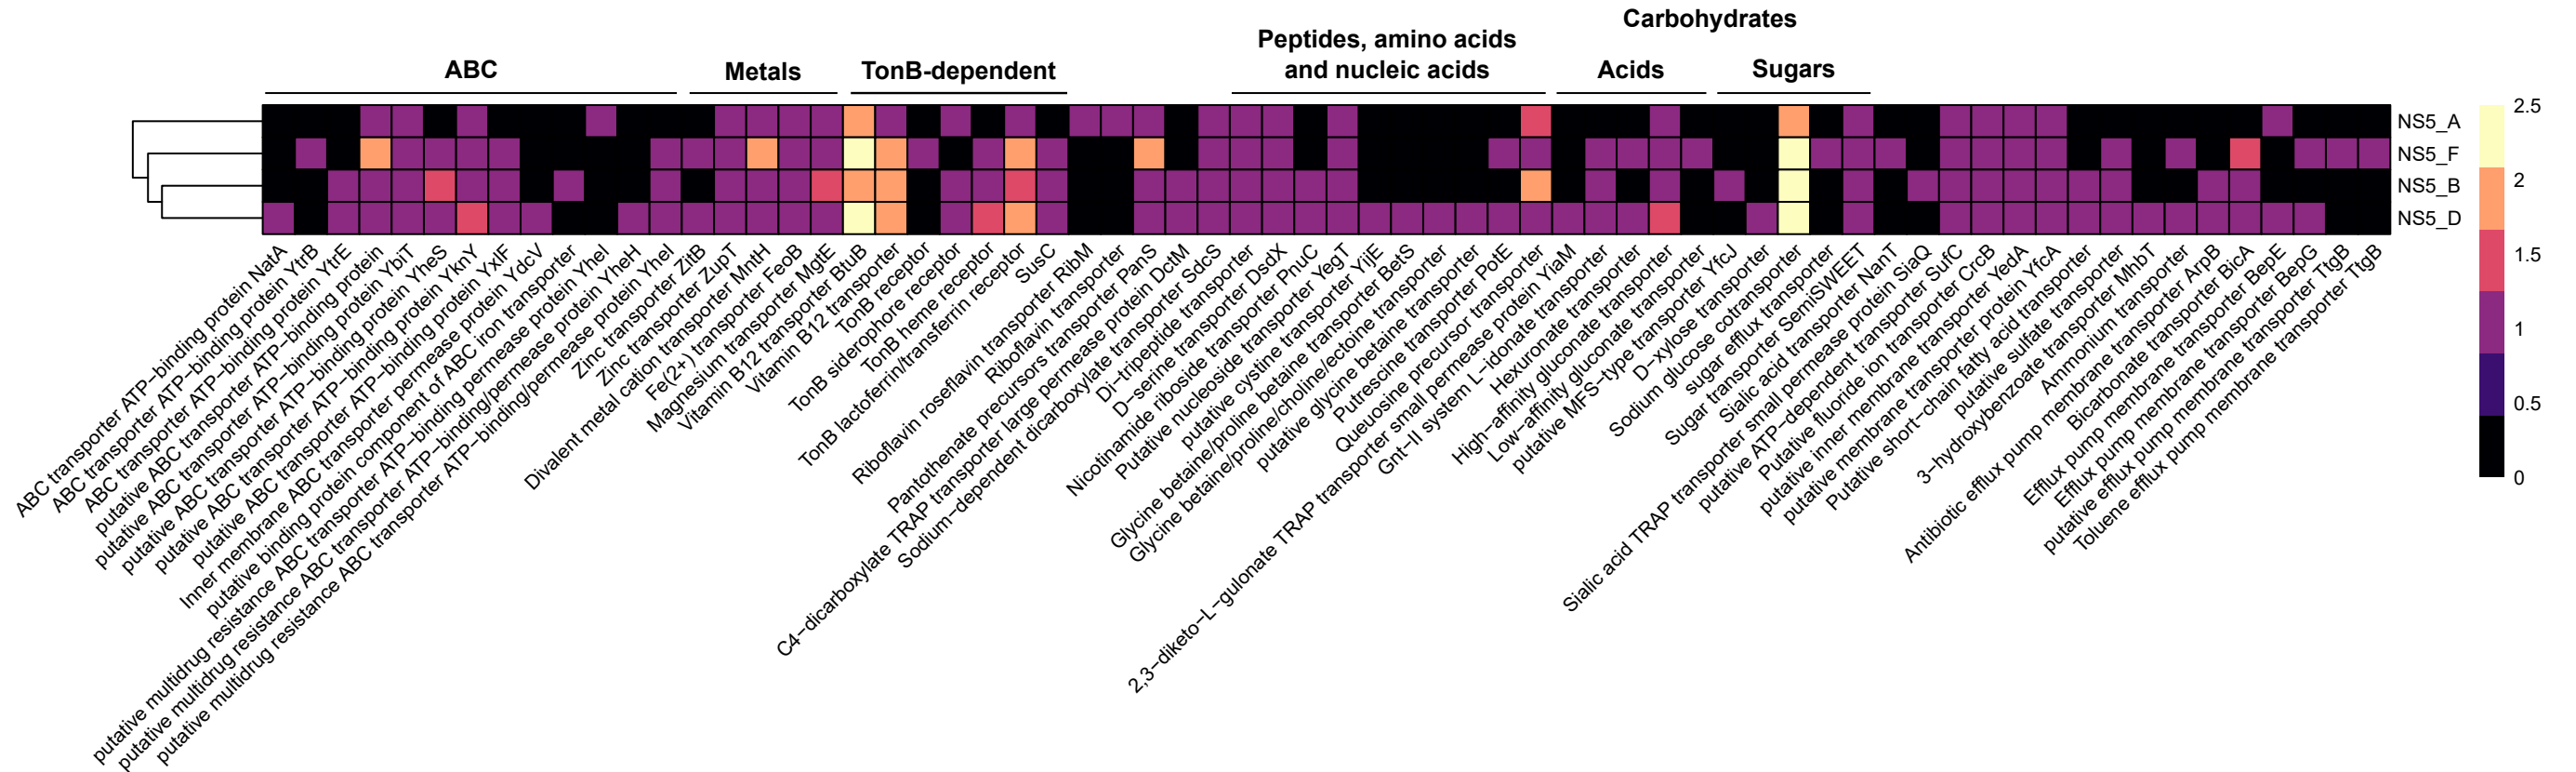 Carbohydrates
Peptides, amino acids
and nucleic acids
ABC
Metals
TonB-dependent
Acids
Sugars
NS5_A
NS5_F
NS5_B
NS5_D
2.5
2
1.5
1
0.5
0
ABC transporter ATP−binding protein NatA
ABC transporter ATP−binding protein YtrB
ABC transporter ATP−binding protein YtrE
putative ABC transporter ATP−binding protein
putative ABC transporter ATP−binding protein YbiT
putative ABC transporter ATP−binding protein YheS
putative ABC transporter ATP−binding protein YknY
putative ABC transporter ATP−binding protein YxlF
Inner membrane ABC transporter permease protein YdcV
putative binding protein component of ABC iron transporter
putative multidrug resistance ABC transporter ATP−binding permease protein YheI
putative multidrug resistance ABC transporter ATP−binding/permease protein YheH
putative multidrug resistance ABC transporter ATP−binding/permease protein YheI
Zinc transporter ZitB
Zinc transporter ZupT
Divalent metal cation transporter MntH
Fe(2+) transporter FeoB
Magnesium transporter MgtE
Vitamin B12 transporter BtuB
Vitamin B12 transporter
TonB receptor
TonB siderophore receptor
TonB heme receptor
TonB lactoferrin/transferrin receptor
SusC
Riboflavin roseflavin transporter RibM
Riboflavin transporter
Pantothenate precursors transporter PanS
C4−dicarboxylate TRAP transporter large permease protein DctM
Sodium−dependent dicarboxylate transporter SdcS
Di−tripeptide transporter
D−serine transporter DsdX
Nicotinamide riboside transporter PnuC
Putative nucleoside transporter YegT
putative cystine transporter YijE
Glycine betaine/proline betaine transporter BetS
Glycine betaine/proline/choline/ectoine transporter
putative glycine betaine transporter
Putrescine transporter PotE
Queuosine precursor transporter
2,3−diketo−L−gulonate TRAP transporter small permease protein YiaM
Gnt−II system L−idonate transporter
Hexuronate transporter
High−affinity gluconate transporter
Low−affinity gluconate transporter
putative MFS−type transporter YfcJ
D−xylose transporter
Sodium glucose cotransporter
sugar efflux transporter
Sugar transporter SemiSWEET
Sialic acid transporter NanT
Sialic acid TRAP transporter small permease protein SiaQ
putative ATP−dependent transporter SufC
Putative fluoride ion transporter CrcB
putative inner membrane transporter YedA
putative membrane transporter protein YfcA
Putative short−chain fatty acid transporter
putative sulfate transporter
3−hydroxybenzoate transporter MhbT
Ammonium transporter
Antibiotic efflux pump membrane transporter ArpB
Bicarbonate transporter BicA
Efflux pump membrane transporter BepE
Efflux pump membrane transporter BepG
putative efflux pump membrane transporter TtgB
Toluene efflux pump membrane transporter TtgB